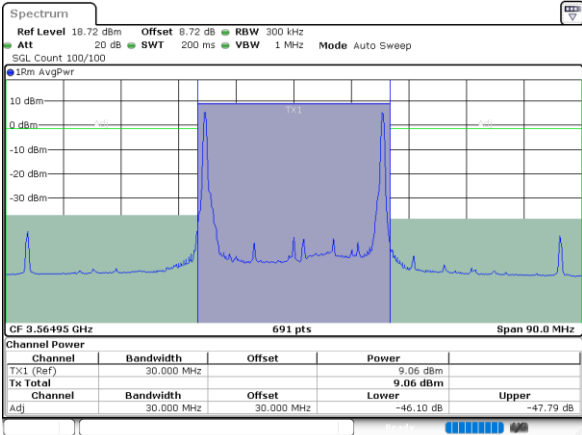 Spectrum
Ref Level 18.72 dBm Offset 8.72 dB RBW 300 kHz
Att 20 dB SWT 200 ms VBW 1 MHz Mode Auto Sweep
SGL Count 100/100
1Rm AvgPwr
TX1
10 dBm
0 dBm Adj Adj
-10 dBm
-20 dBm
-30 dBm
CF 3.56495 GHz 691 pts Span 90.0 MHz
Channel Power
Channel Bandwidth Offset Power
TX1 (Ref) 30.000 MHz 9.06 dBm
Tx Total 9.06 dBm
Channel Bandwidth Offset Lower Upper
Adj 30.000 MHz 30.000 MHz -46.10 dB -47.79 dB
Ready